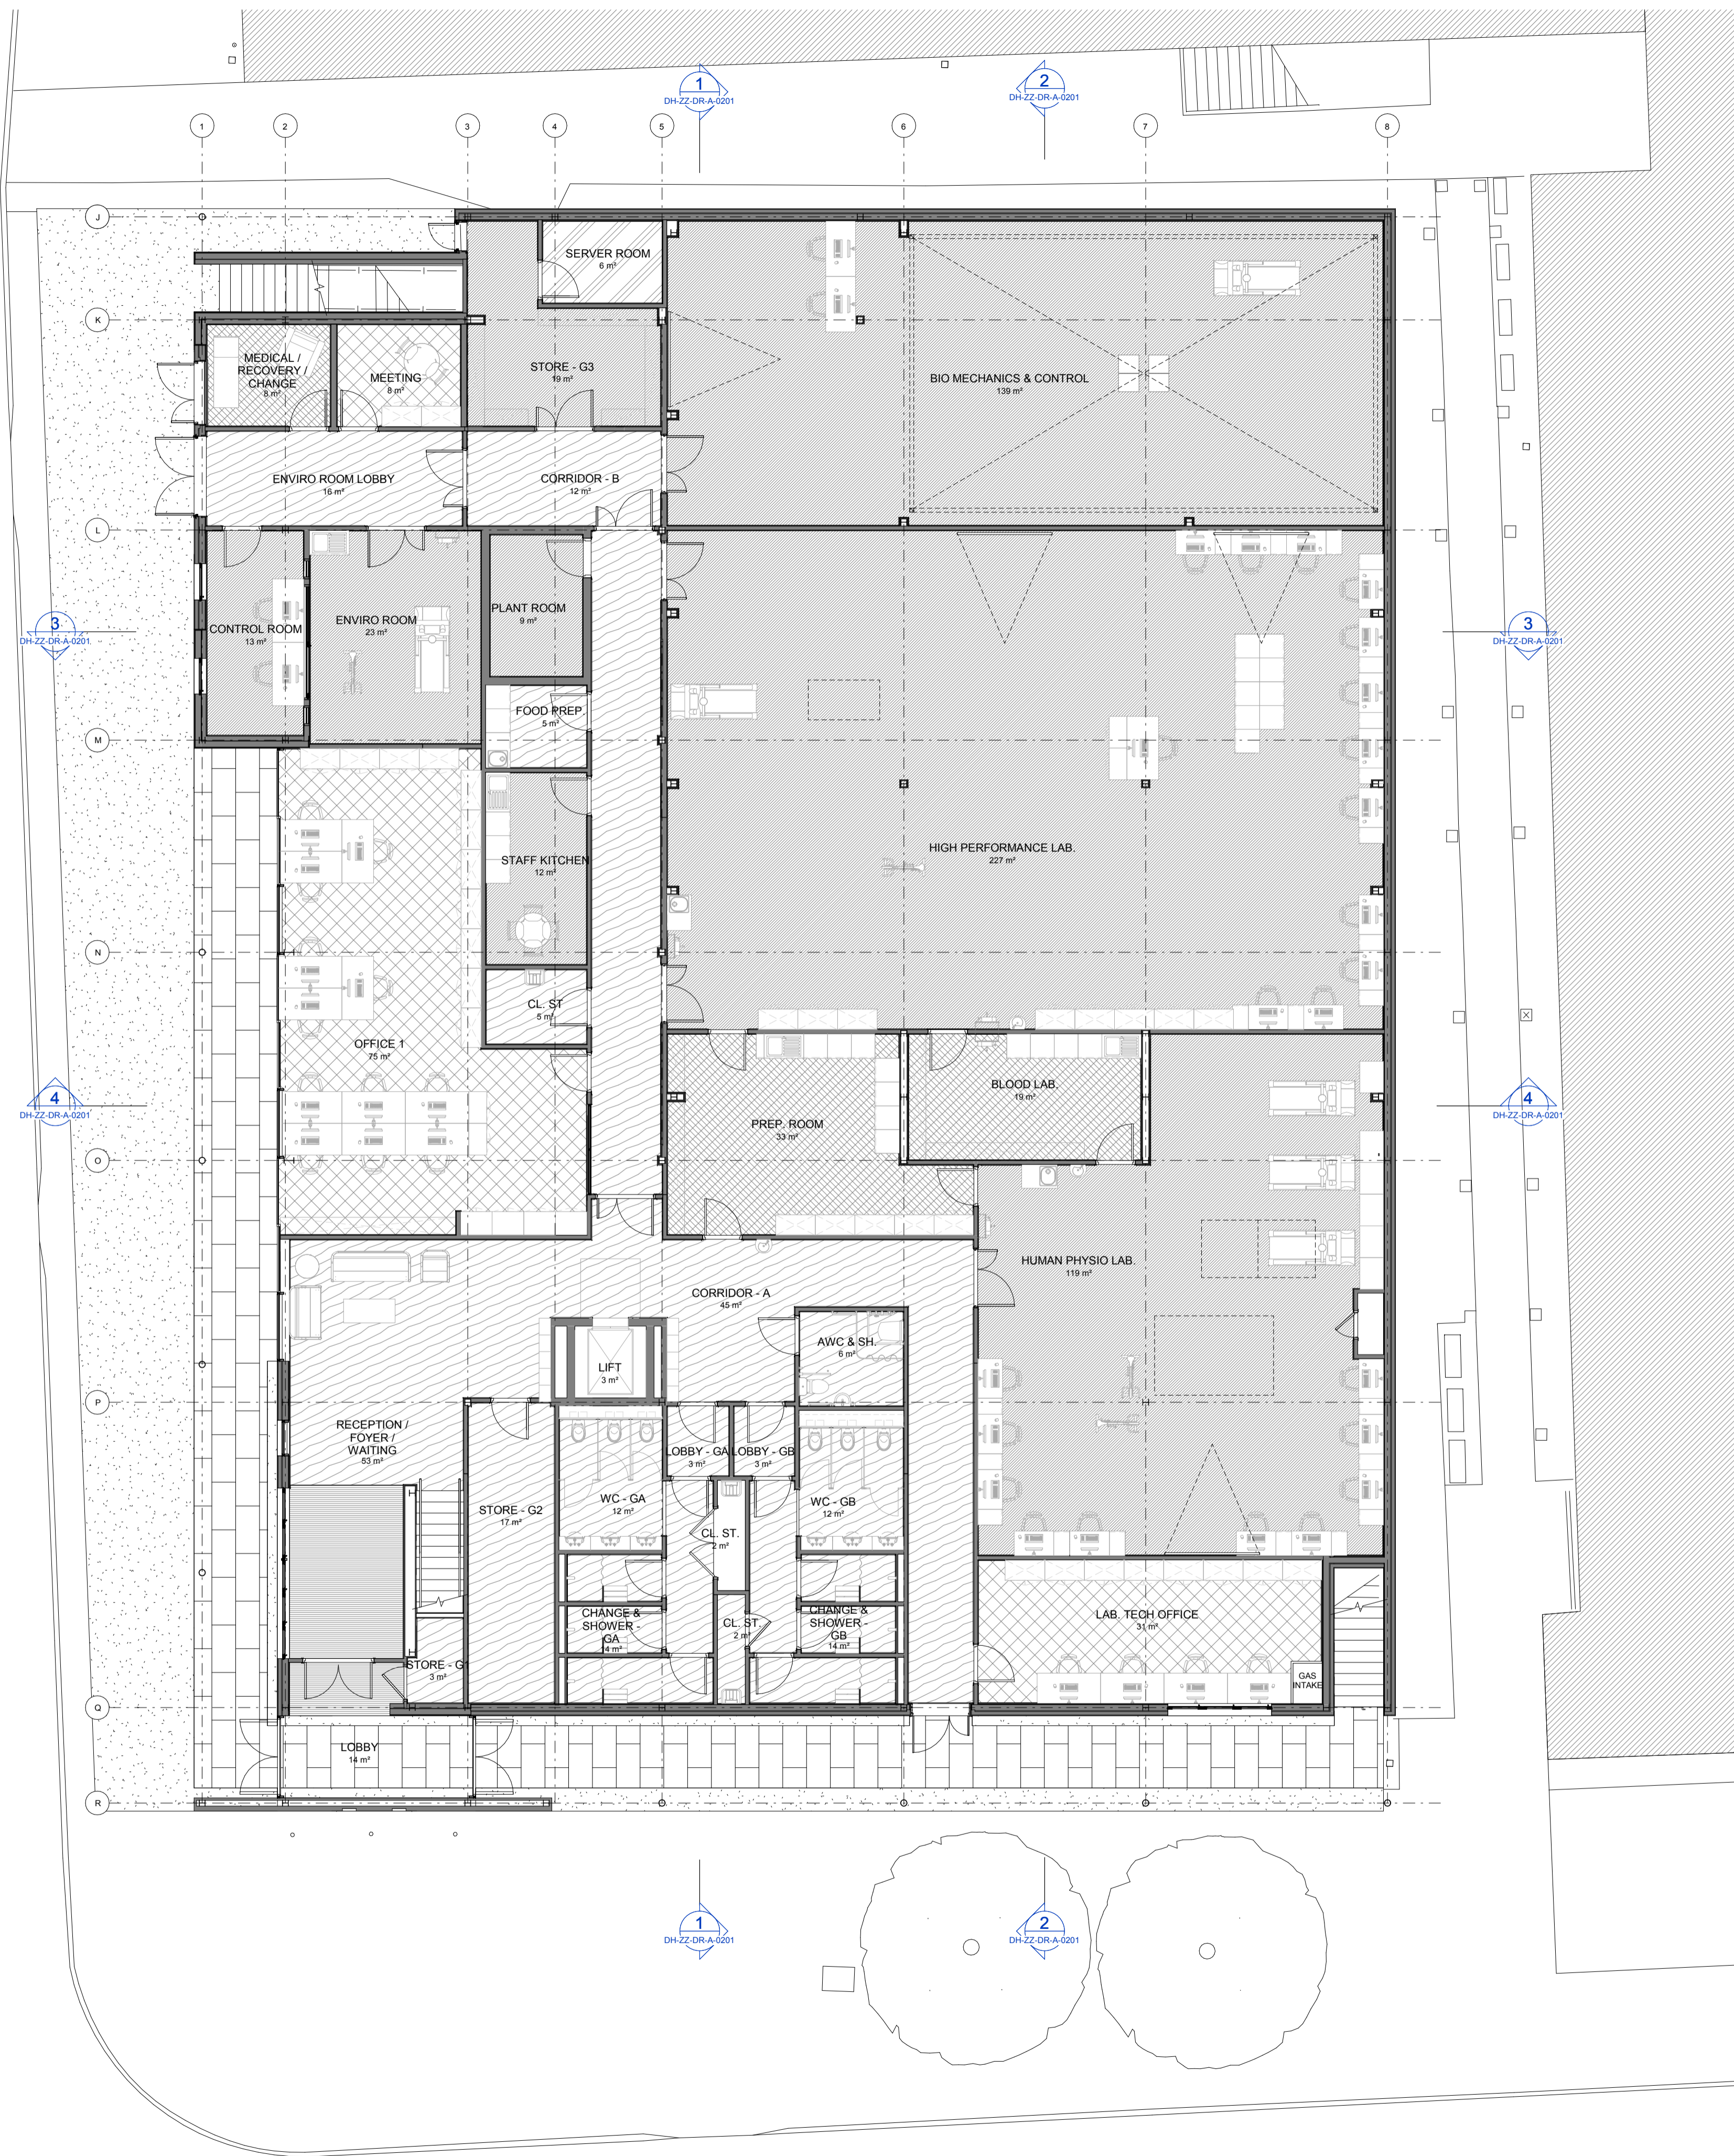 1
DH-ZZ-DR-A-0201
2
DH-ZZ-DR-A-0201
1
2
3
4
5
6
7
8
J
SERVER ROOM
6 m²
K
MEDICAL /
RECOVERY /
CHANGE
8 m²
MEETING
8 m²
STORE - G3
19 m²
BIO MECHANICS & CONTROL
139 m²
ENVIRO ROOM LOBBY
16 m²
CORRIDOR - B
12 m²
L
3
DH-ZZ-DR-A-0201
CONTROL ROOM
13 m²
ENVIRO ROOM
23 m²
PLANT ROOM
9 m²
3
DH-ZZ-DR-A-0201
FOOD PREP.
5 m²
M
HIGH PERFORMANCE LAB.
227 m²
STAFF KITCHEN
12 m²
N
CL. ST
5 m²
OFFICE 1
75 m²
4
DH-ZZ-DR-A-0201
PREP. ROOM
33 m²
BLOOD LAB.
19 m²
4
DH-ZZ-DR-A-0201
O
HUMAN PHYSIO LAB.
119 m²
CORRIDOR - A
45 m²
LIFT
3 m²
AWC & SH.
6 m²
P
RECEPTION /
FOYER /
WAITING
53 m²
LOBBY - GA
3 m²
LOBBY - GB
3 m²
STORE - G2
17 m²
WC - GA
12 m²
WC - GB
12 m²
CL. ST.
2 m²
CHANGE &
SHOWER -
GA
14 m²
CL. ST.
2 m²
CHANGE &
SHOWER -
GB
14 m²
LAB. TECH OFFICE
31 m²
STORE - G1
3 m²
GAS
INTAKE
Q
LOBBY
14 m²
R
1
DH-ZZ-DR-A-0201
2
DH-ZZ-DR-A-0201